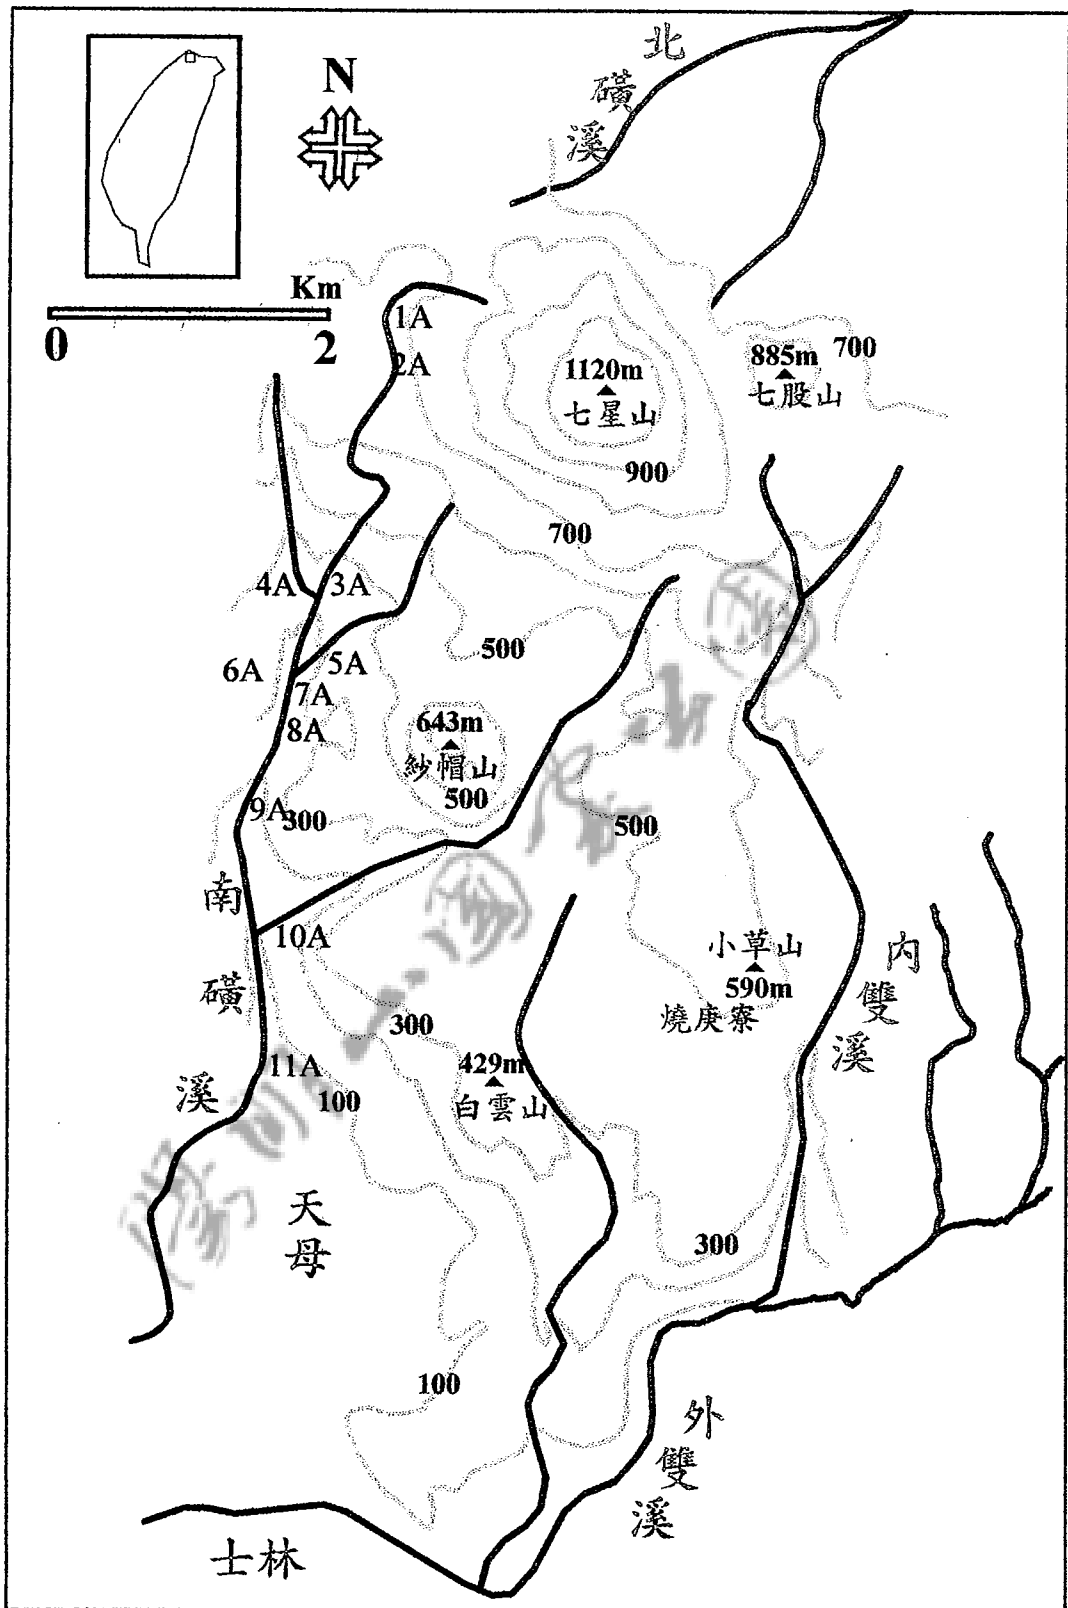 北
磺
溪
N
Km
0
2
1A
2A
1120m
七星山
885m
七股山
700
900
700
4A
3A
500
6A
5A
7A
8A
643m
紗帽山
500
9A
300
500
南
磺
溪
10A
小草山
590m
燒庚寮
內
雙
溪
300
429m
白雲山
11A
100
天
母
300
100
外
雙
溪
士林